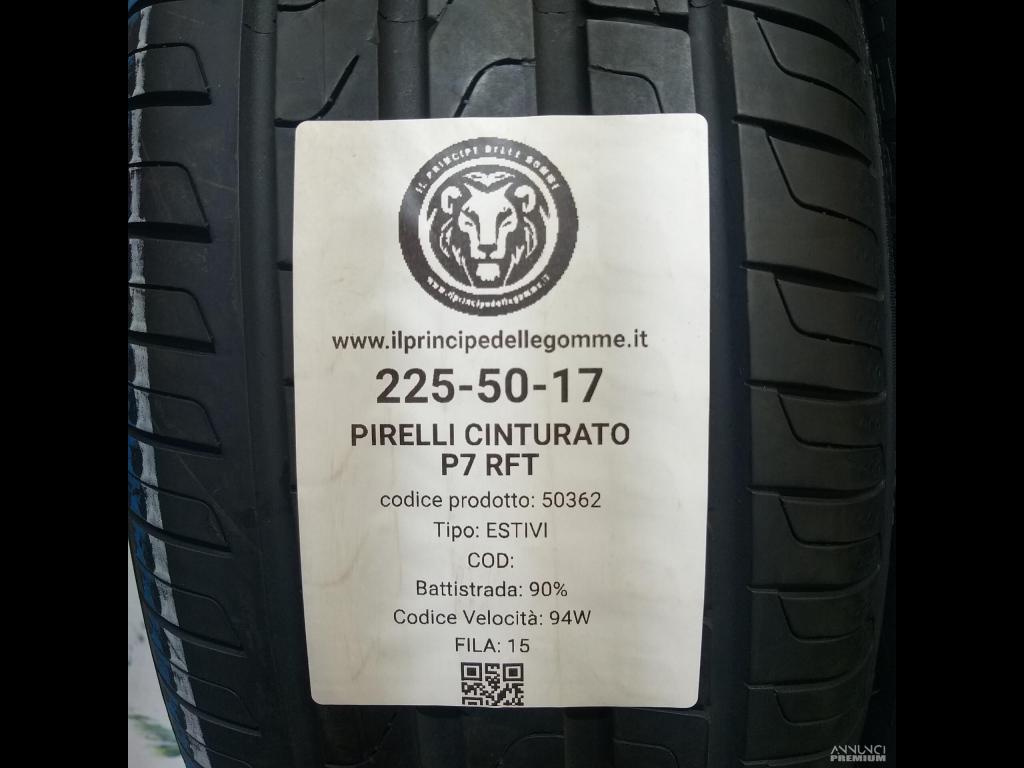 IL PRINCIPE DELLE GOMME
www.ilprincipedellegomme.it
www.ilprincipedellegomme.it
225-50-17
PIRELLI CINTURATO
P7 RFT
codice prodotto: 50362
Tipo: ESTIVI
COD:
Battistrada: 90%
Codice Velocità: 94W
FILA: 15
ANNUNCI
PREMIUM